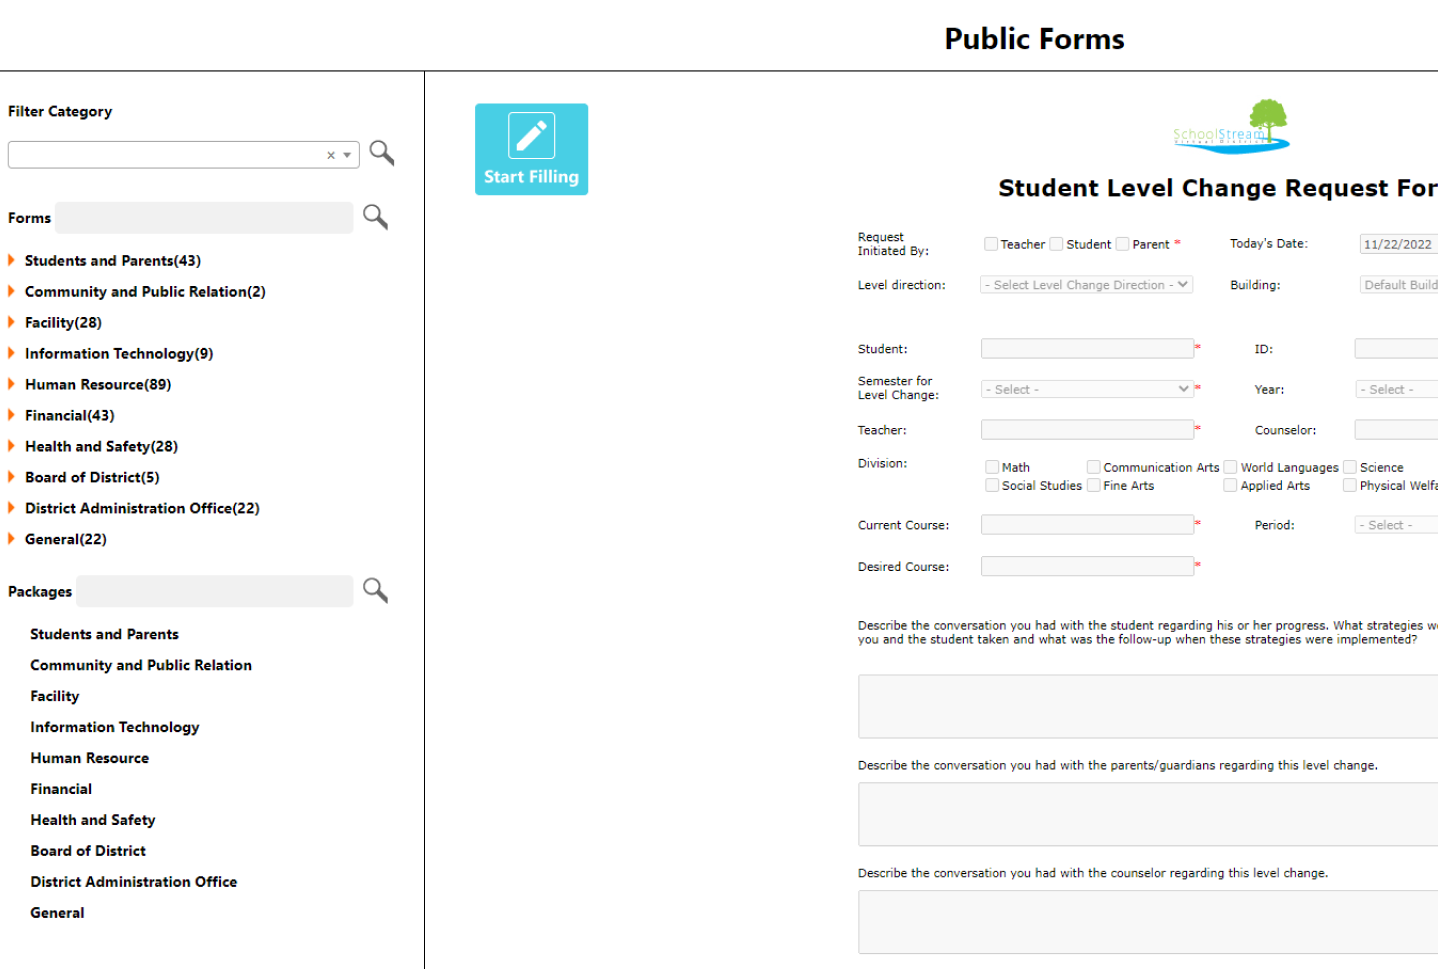 Public Forms
Filter Category
Forms
Students and Parents(43)
Community and Public Relation(2)
Facility(28)
Information Technology(9)
Human Resource(89)
Financial(43)
Health and Safety(28)
Board of District(5)
District Administration Office(22)
General(22)
Packages
Students and Parents
Community and Public Relation
Facility
Information Technology
Human Resource
Financial
Health and Safety
Board of District
District Administration Office
General
Start Filling
SchoolStream
Virtual District
Student Level Change Request For
Request Initiated By: Teacher Student Parent * Today's Date: 11/22/2022
Level direction: - Select Level Change Direction - Building: Default Build
Student: * ID:
Semester for Level Change: - Select - * Year: - Select -
Teacher: * Counselor:
Division: Math Communication Arts World Languages Science
Social Studies Fine Arts Applied Arts Physical Welfa
Current Course: * Period: - Select -
Desired Course: *
Describe the conversation you had with the student regarding his or her progress. What strategies w
you and the student taken and what was the follow-up when these strategies were implemented?
Describe the conversation you had with the parents/guardians regarding this level change.
Describe the conversation you had with the counselor regarding this level change.